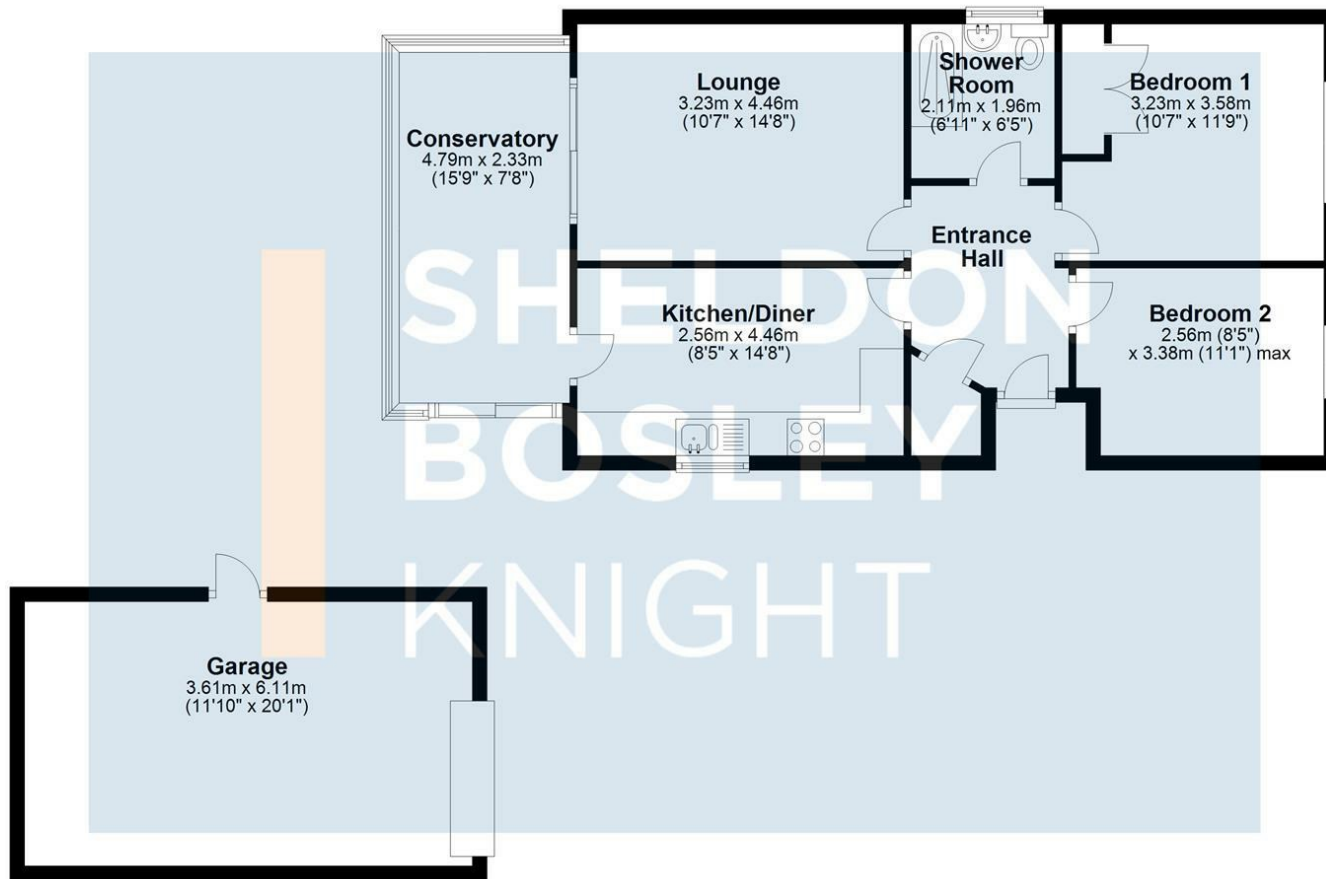 Conservatory
4.79m x 2.33m
(15'9" x 7'8")
Lounge
3.23m x 4.46m
(10'7" x 14'8")
Shower
Room
2.11m x 1.96m
(6'11" x 6'5")
Bedroom 1
3.23m x 3.58m
(10'7" x 11'9")
Entrance
Hall
Kitchen/Diner
2.56m x 4.46m
(8'5" x 14'8")
Bedroom 2
2.56m (8'5")
x 3.38m (11'1") max
SHELDON
BOSLEY
KNIGHT
Garage
3.61m x 6.11m
(11'10" x 20'1")